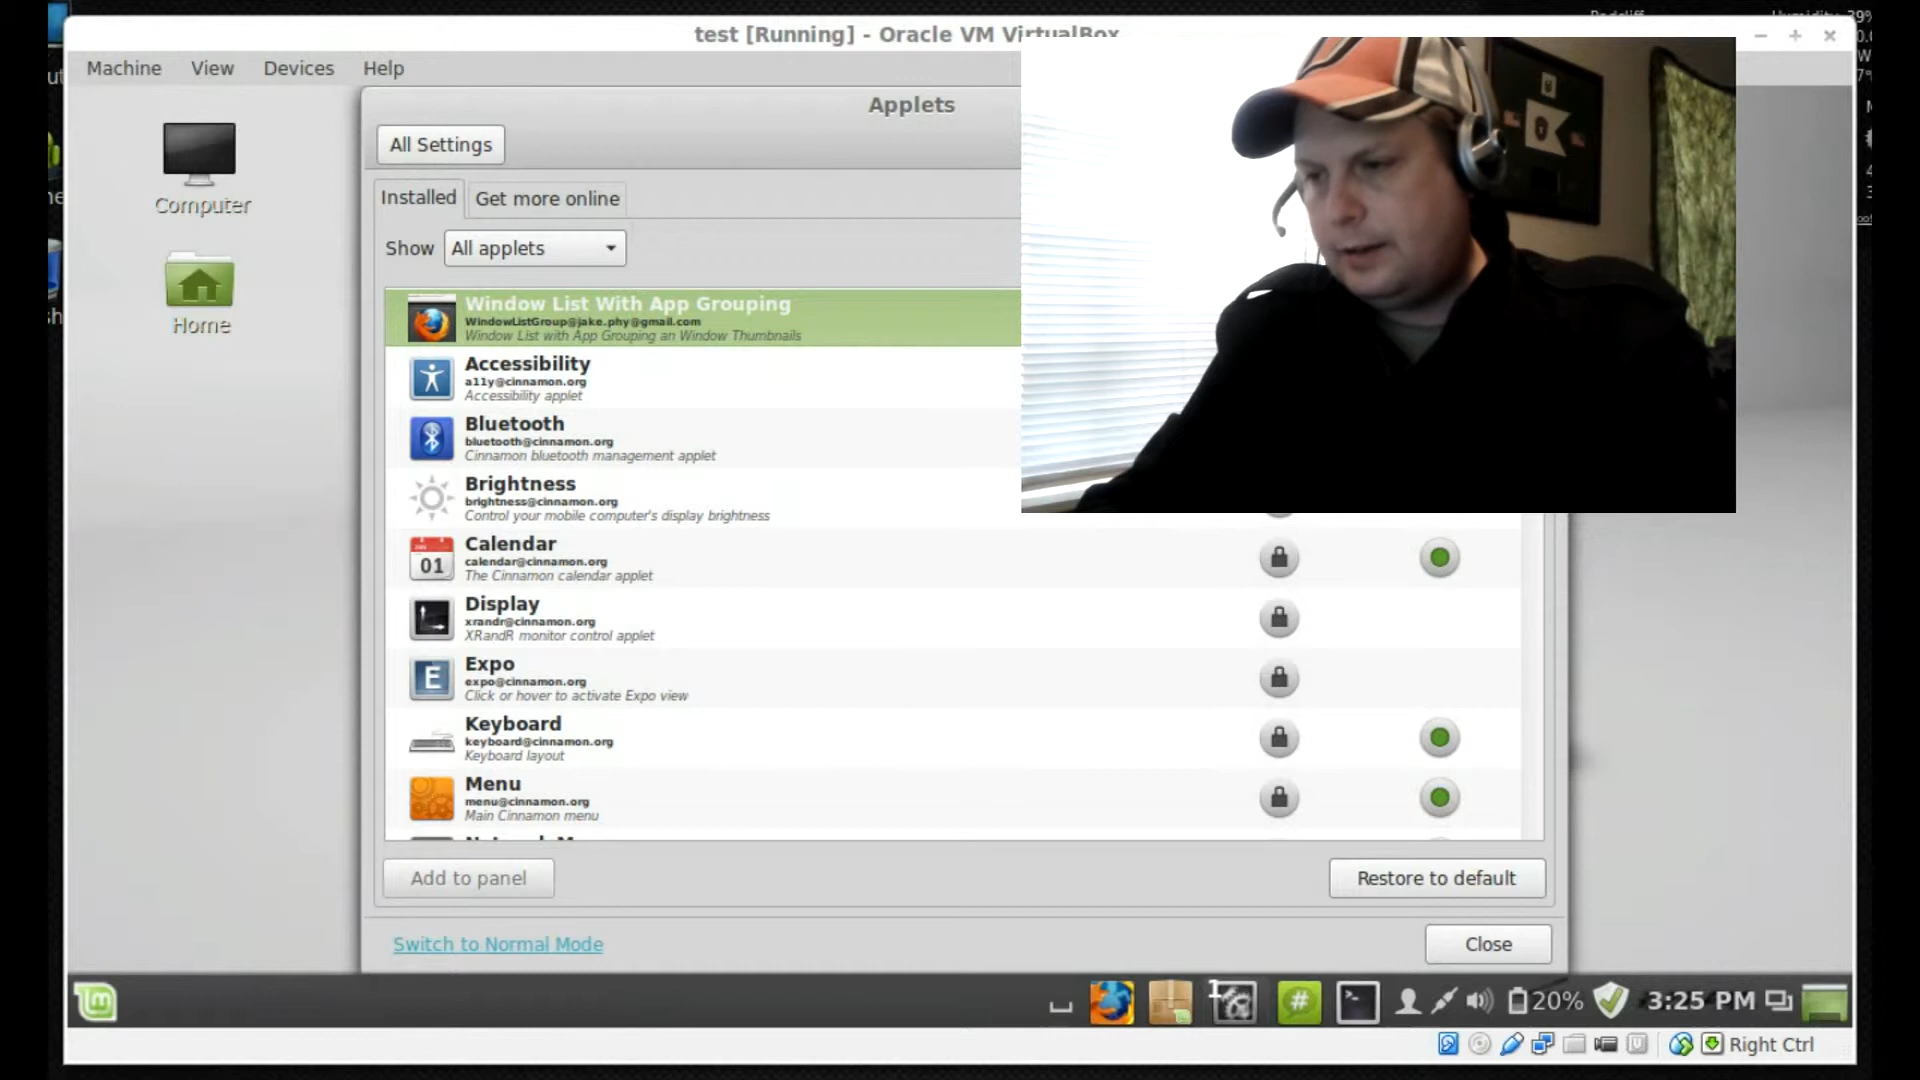 test [Running] - Oracle VM VirtualBox
Machine View Devices Help
Applets
All Settings
Installed Get more online
Show All applets
Computer
Home
Window List With App Grouping
WindowListGroup@jake.phy@gmail.com
Window List with App Grouping an Window Thumbnails
Accessibility
a11y@cinnamon.org
Accessibility applet
Bluetooth
bluetooth@cinnamon.org
Cinnamon bluetooth management applet
Brightness
brightness@cinnamon.org
Control your mobile computer's display brightness
01
Calendar
calendar@cinnamon.org
The Cinnamon calendar applet
Display
xrandr@cinnamon.org
XRandR monitor control applet
E
Expo
expo@cinnamon.org
Click or hover to activate Expo view
Keyboard
keyboard@cinnamon.org
Keyboard layout
Menu
menu@cinnamon.org
Main Cinnamon menu
Add to panel Restore to default
Switch to Normal Mode Close
1 # 20% 3:25 PM
Right Ctrl